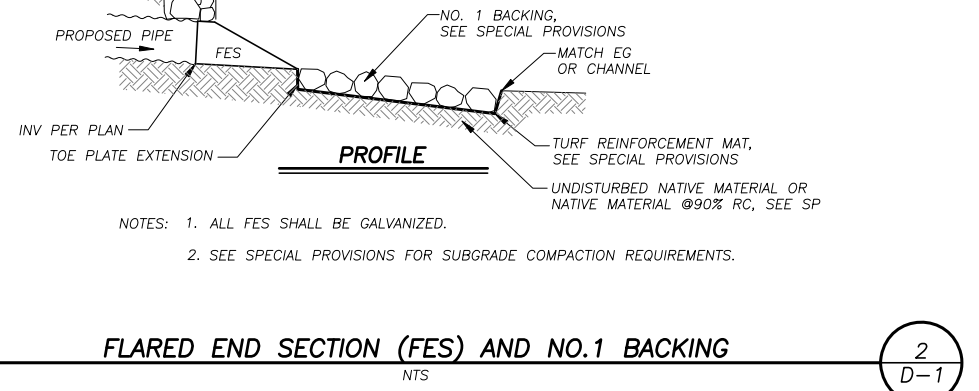 NO. 1 BACKING,
SEE SPECIAL PROVISIONS
PROPOSED PIPE
FES
MATCH EG
OR CHANNEL
INV PER PLAN
TOE PLATE EXTENSION
PROFILE
TURF REINFORCEMENT MAT,
SEE SPECIAL PROVISIONS
UNDISTURBED NATIVE MATERIAL OR
NATIVE MATERIAL @90% RC, SEE SP
NOTES: 1. ALL FES SHALL BE GALVANIZED.
2. SEE SPECIAL PROVISIONS FOR SUBGRADE COMPACTION REQUIREMENTS.
FLARED END SECTION (FES) AND NO.1 BACKING
NTS
2
D-1